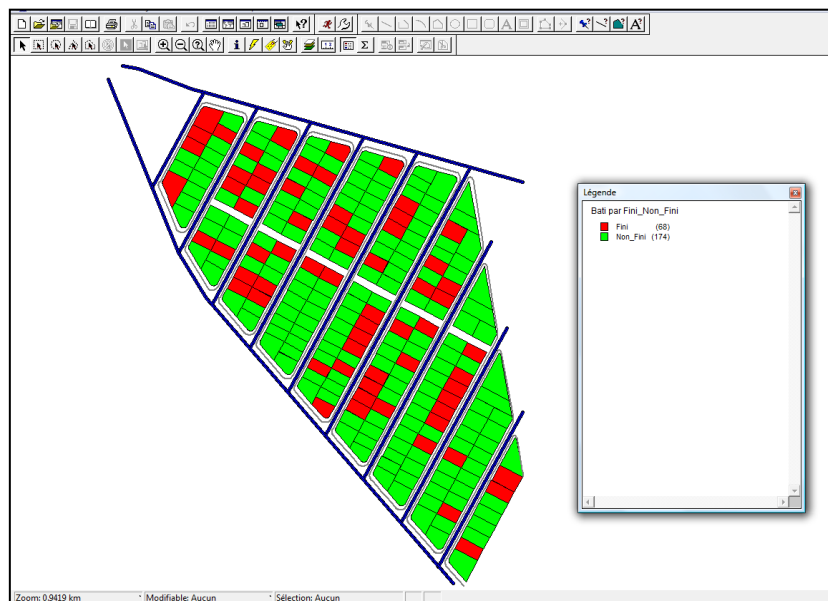 Légende
Bati par Fini_Non_Fini
Fini (68)
Non_Fini (174)
Zoom: 0.9419 km
Modifiable: Aucun
Sélection: Aucun